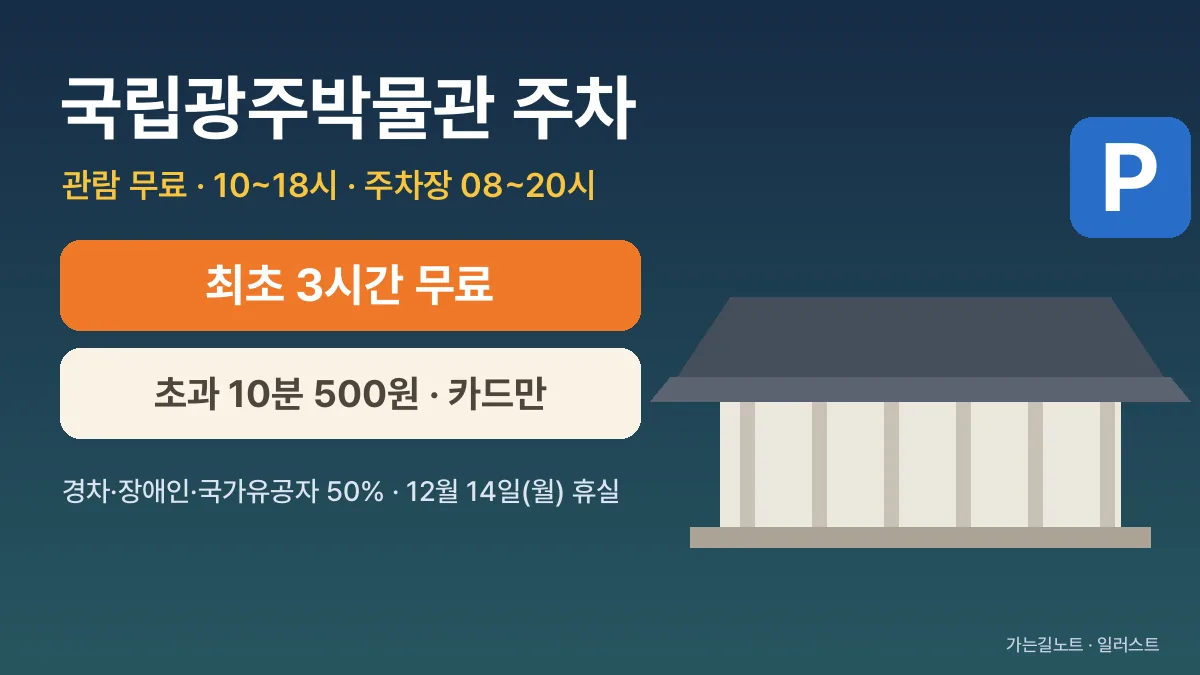 국립광주박물관 주차
P
관람 무료 · 10~18시 · 주차장 08~20시
최초 3시간 무료
초과 10분 500원 · 카드만
경차·장애인·국가유공자 50% · 12월 14일(월) 휴실
가는길노트 · 일러스트